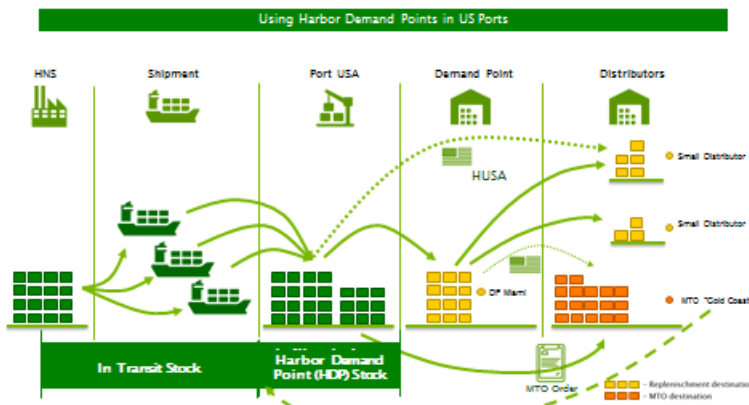 Using Harbor Demand Points in US Ports
HNS
Shipment
Port USA
Demand Point
Distributors
Small Distributor
HUSA
Small Distributor
DP Miami
MTO "Gold Coast
In Transit Stock
Harbor Demand
Point (HDP) Stock
MTO Order
- Replenischment destination
- MTO destination